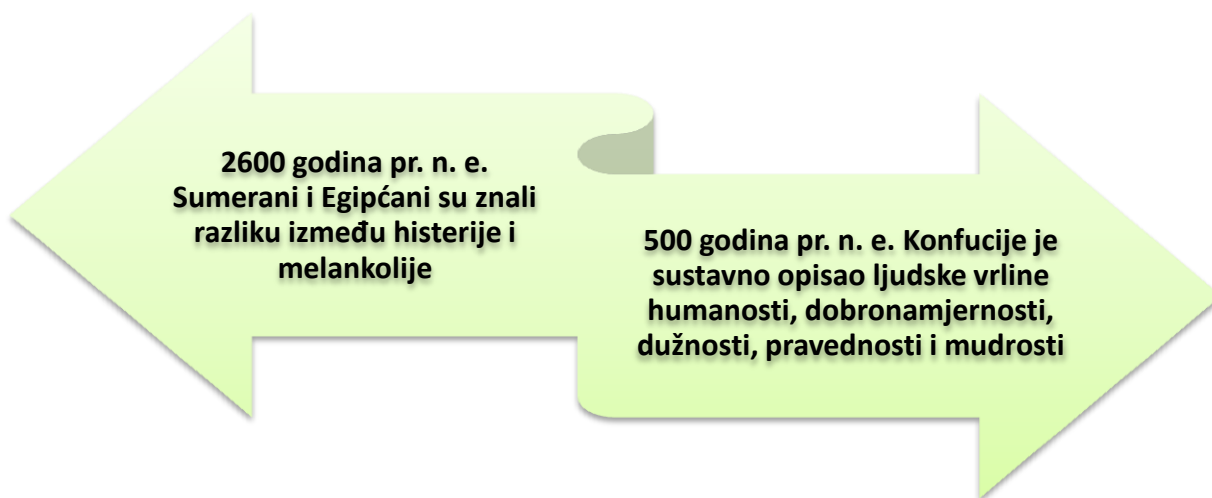 2600 godina pr. n. e.
Sumerani i Egipćani su znali
razliku između histerije i
melankolije
500 godina pr. n. e. Konfucije je
sustavno opisao ljudske vrline
humanosti, dobronamjernosti,
dužnosti, pravednosti i mudrosti